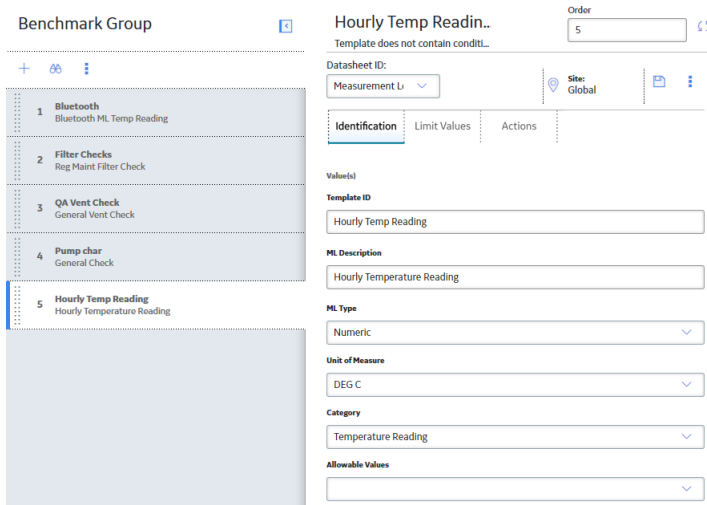 Benchmark Group
1
Bluetooth
Bluetooth ML Temp Reading
2
Filter Checks
Reg Maint Filter Check
3
QA Vent Check
General Vent Check
4
Pump char
General Check
5
Hourly Temp Reading
Hourly Temperature Reading
Hourly Temp Readin..
Template does not contain conditi...
Order
5
Datasheet ID:
Measurement Lo
Site:
Global
Identification
Limit Values
Actions
Value(s)
Template ID
Hourly Temp Reading
ML Description
Hourly Temperature Reading
ML Type
Numeric
Unit of Measure
DEG C
Category
Temperature Reading
Allowable Values